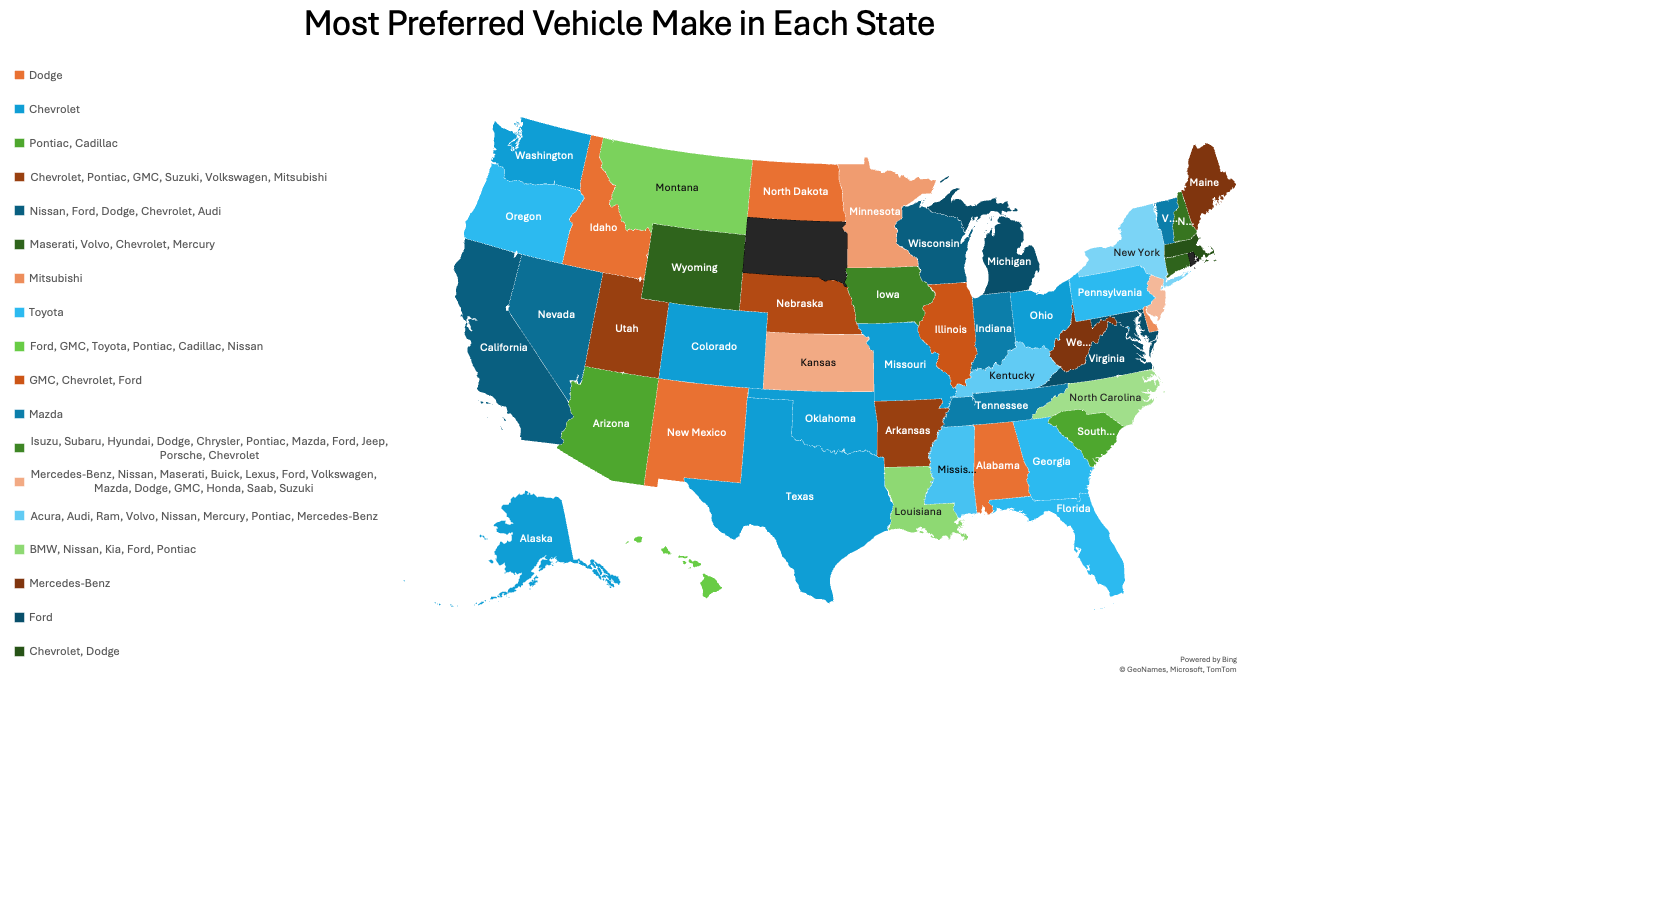 Most Preferred Vehicle Make in Each State
Dodge
Chevrolet
Pontiac, Cadillac
Chevrolet, Pontiac, GMC, Suzuki, Volkswagen, Mitsubishi
Nissan, Ford, Dodge, Chevrolet, Audi
Maserati, Volvo, Chevrolet, Mercury
Mitsubishi
Toyota
Ford, GMC, Toyota, Pontiac, Cadillac, Nissan
GMC, Chevrolet, Ford
Mazda
Isuzu, Subaru, Hyundai, Dodge, Chrysler, Pontiac, Mazda, Ford, Jeep,
Porsche, Chevrolet
Mercedes-Benz, Nissan, Maserati, Buick, Lexus, Ford, Volkswagen,
Mazda, Dodge, GMC, Honda, Saab, Suzuki
Acura, Audi, Ram, Volvo, Nissan, Mercury, Pontiac, Mercedes-Benz
BMW, Nissan, Kia, Ford, Pontiac
Mercedes-Benz
Ford
Chevrolet, Dodge
Washington
Montana
North Dakota
Minnesota
Maine
Oregon
Idaho
Wisconsin
V...
N...
New York
Wyoming
Michigan
Iowa
Pennsylvania
Nebraska
Nevada
Utah
Illinois
Indiana
Ohio
California
Colorado
Kansas
Missouri
We...
Virginia
Kentucky
Arizona
New Mexico
Oklahoma
Arkansas
Tennessee
North Carolina
South...
Texas
Missis...
Alabama
Georgia
Louisiana
Florida
Alaska
Powered by Bing
© GeoNames, Microsoft, TomTom